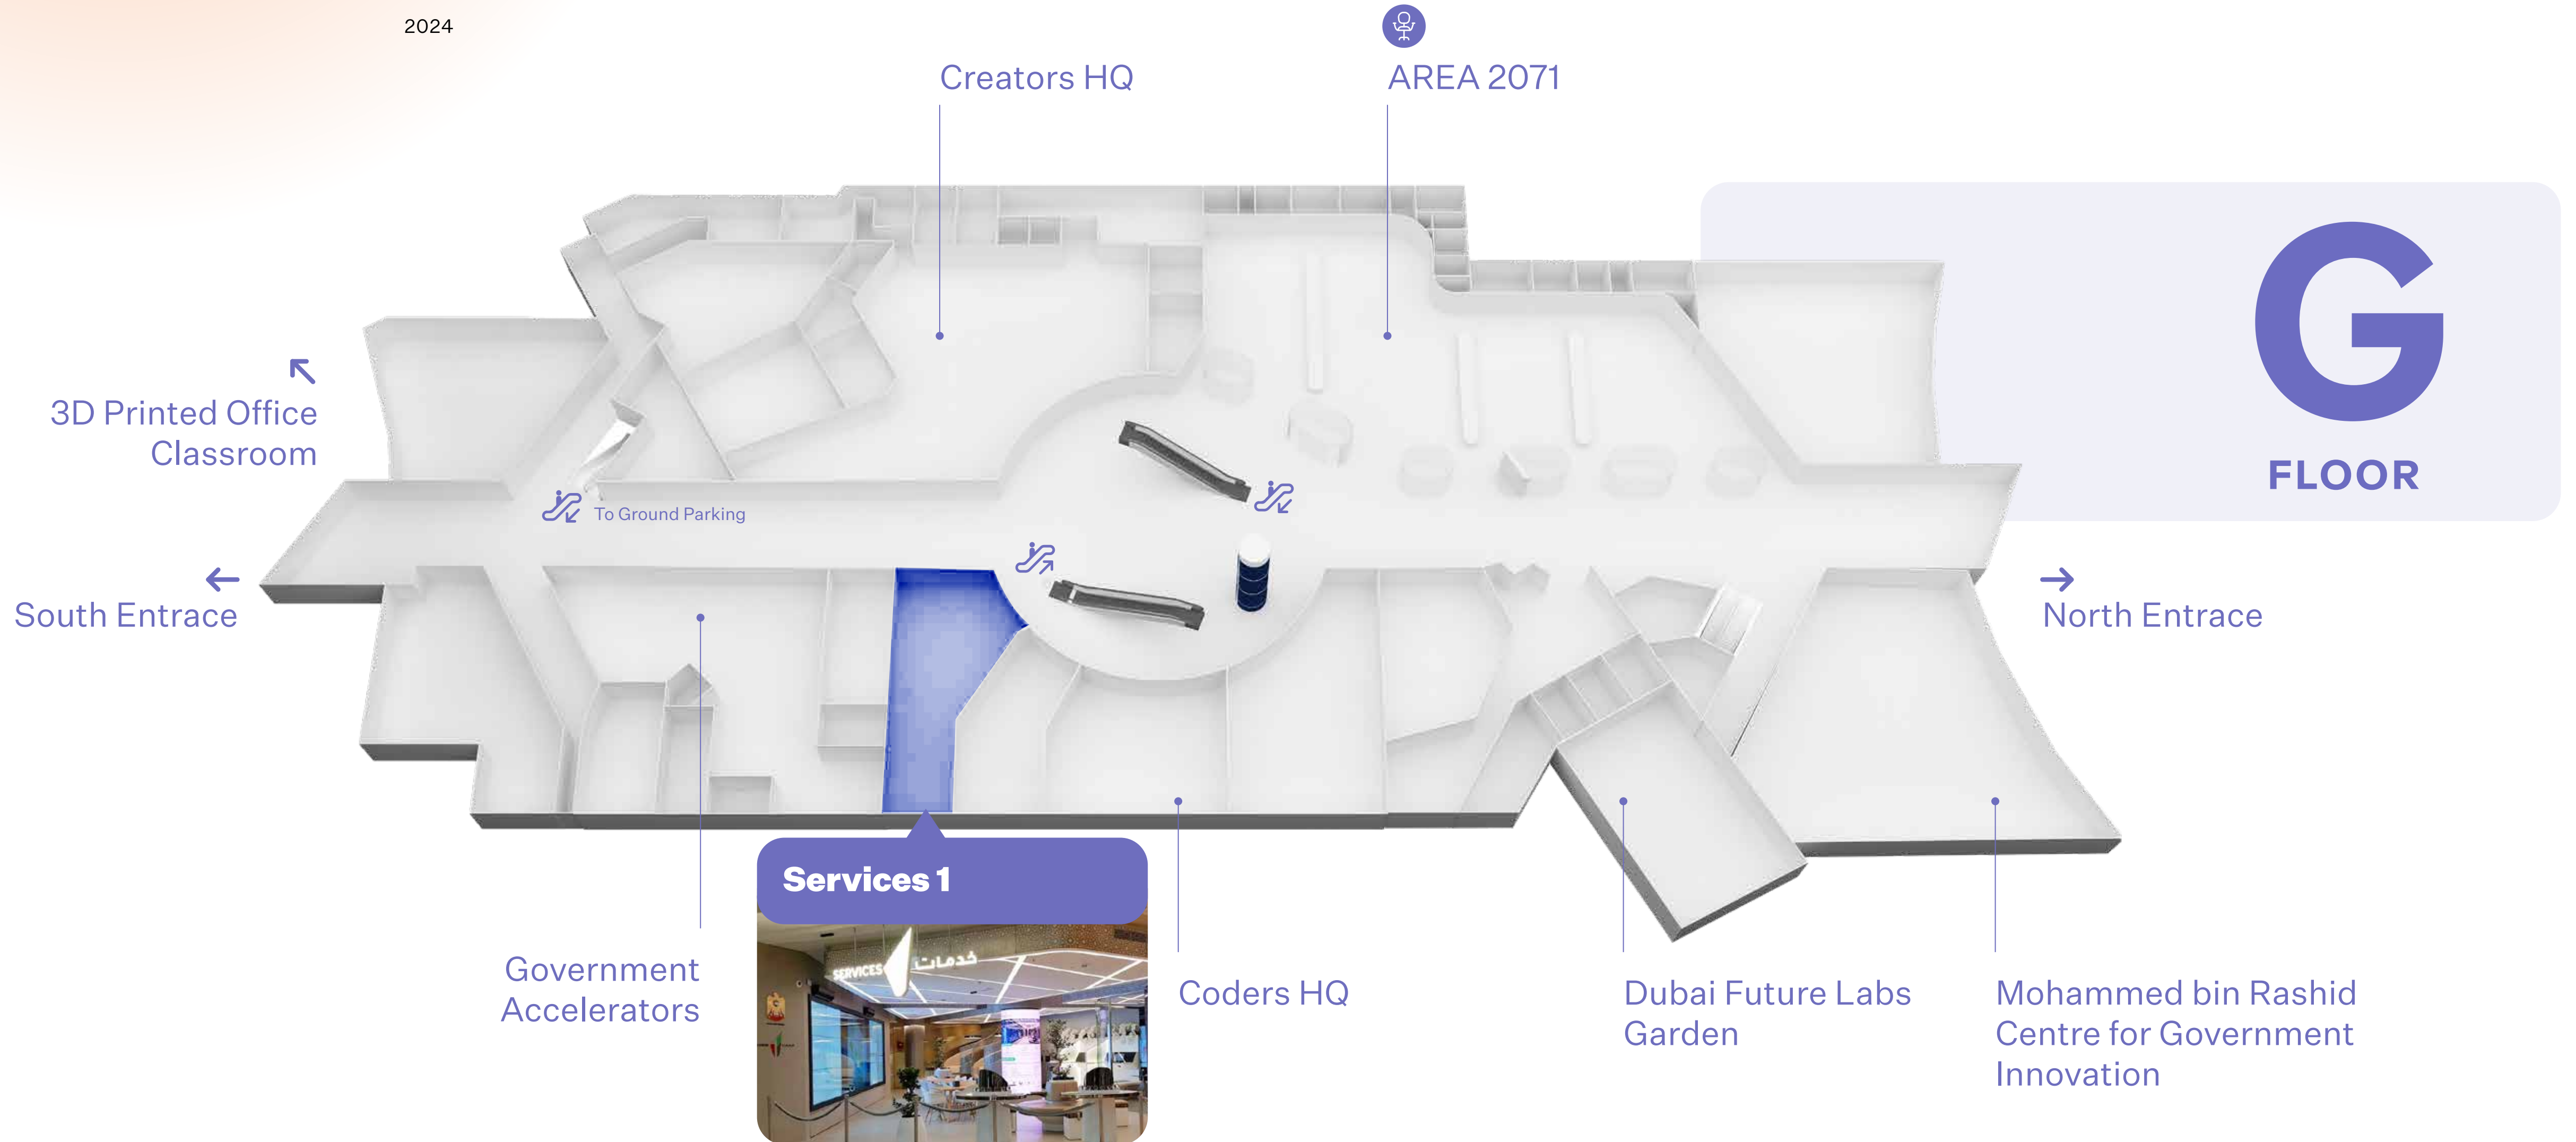 2024
Creators HQ
AREA 2071
G
FLOOR
3D Printed Office
Classroom
To Ground Parking
South Entrace
North Entrace
Services 1
SERVICES
خدمات
Government
Accelerators
Coders HQ
Dubai Future Labs
Garden
Mohammed bin Rashid
Centre for Government
Innovation